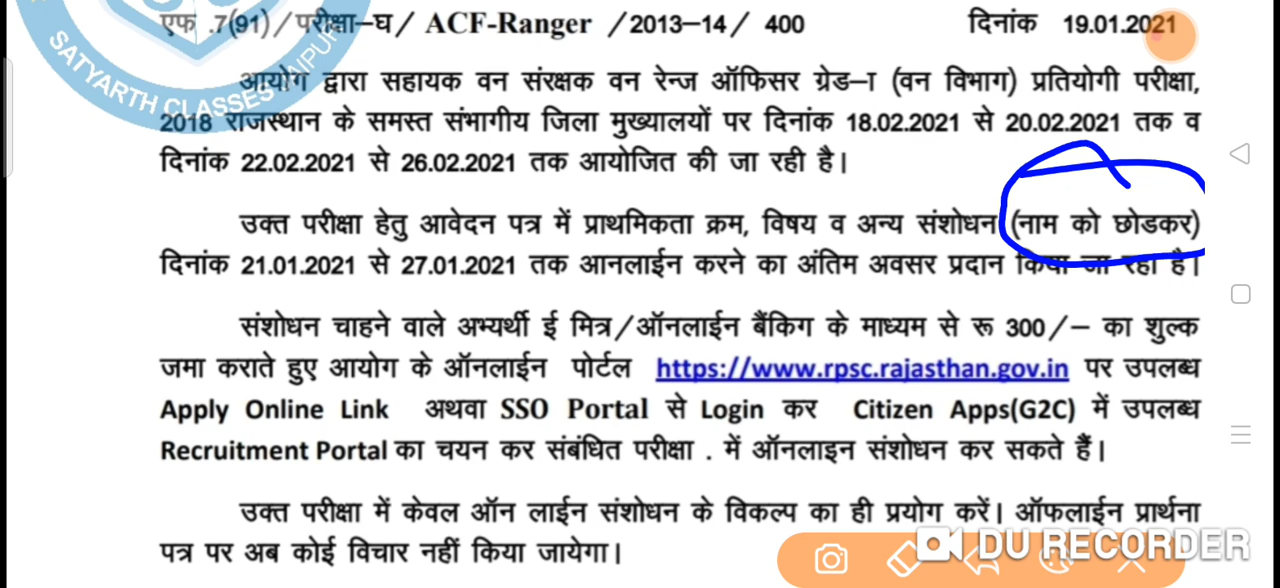 एफ .7(91)/परीक्षा–घ/ ACF-Ranger /2013–14/ 400 दिनांक 19.01.2021
SATYARTH CLASSES JAIPUR
आयोग द्वारा सहायक वन संरक्षक वन रेन्ज ऑफिसर ग्रेड–I (वन विभाग) प्रतियोगी परीक्षा,
2018 राजस्थान के समस्त संभागीय जिला मुख्यालयों पर दिनांक 18.02.2021 से 20.02.2021 तक व
दिनांक 22.02.2021 से 26.02.2021 तक आयोजित की जा रही है।
उक्त परीक्षा हेतु आवेदन पत्र में प्राथमिकता क्रम, विषय व अन्य संशोधन (नाम को छोडकर)
दिनांक 21.01.2021 से 27.01.2021 तक आनलाईन करने का अंतिम अवसर प्रदान किया जा रहा है।
संशोधन चाहने वाले अभ्यर्थी ई मित्र/ऑनलाईन बैंकिग के माध्यम से रू 300/– का शुल्क
जमा कराते हुए आयोग के ऑनलाईन पोर्टल https://www.rpsc.rajasthan.gov.in पर उपलब्ध
Apply Online Link अथवा SSO Portal से Login कर Citizen Apps(G2C) में उपलब्ध
Recruitment Portal का चयन कर संबंधित परीक्षा . में ऑनलाइन संशोधन कर सकते हैं।
उक्त परीक्षा में केवल ऑन लाईन संशोधन के विकल्प का ही प्रयोग करें। ऑफलाईन प्रार्थना
पत्र पर अब कोई विचार नहीं किया जायेगा।
DU RECORDER